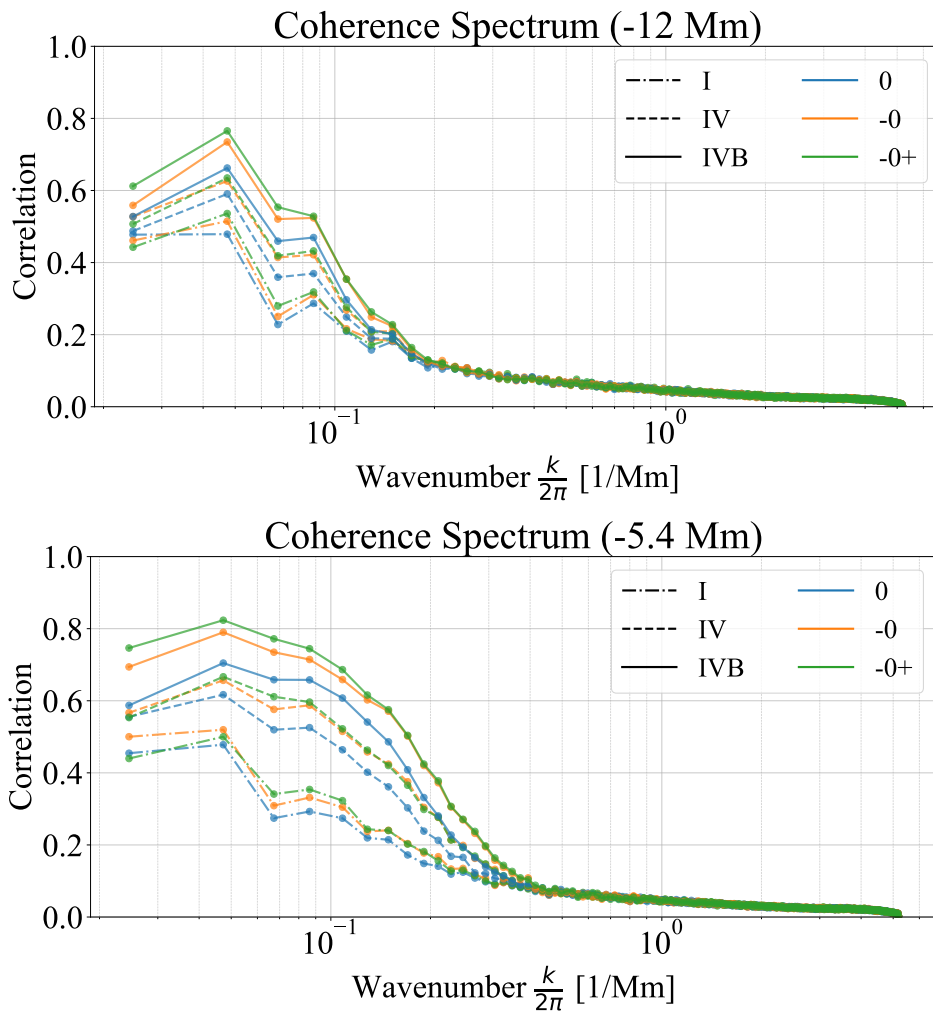 Coherence Spectrum (-12 Mm)
1.0
0.8
0.6
0.4
0.2
0.0
Correlation
I 0
IV -0
IVB -0+
10⁻¹ 10⁰
Wavenumber k/2π [1/Mm]
Coherence Spectrum (-5.4 Mm)
1.0
0.8
0.6
0.4
0.2
0.0
Correlation
I 0
IV -0
IVB -0+
10⁻¹ 10⁰
Wavenumber k/2π [1/Mm]